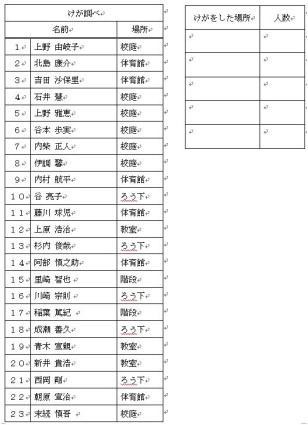 けが調べ
名前 場所
1 上野 由岐子 校庭
2 北島 康介 体育館
3 吉田 沙保里 体育館
4 石井 慧 校庭
5 上野 雅恵 校庭
6 谷本 歩実 校庭
7 内柴 正人 校庭
8 伊調 馨 校庭
9 内村 航平 体育館
10 谷 亮子 ろう下
11 藤川 球児 体育館
12 上原 浩治 教室
13 杉内 俊哉 ろう下
14 阿部 慎之助 体育館
15 里崎 智也 階段
16 川崎 宗則 ろう下
17 稲葉 篤紀 階段
18 成瀬 善久 ろう下
19 青木 宣親 教室
20 新井 貴浩 教室
21 西岡 剛 ろう下
22 朝原 宣治 体育館
23 末続 慎吾 校庭
けがをした場所 人数